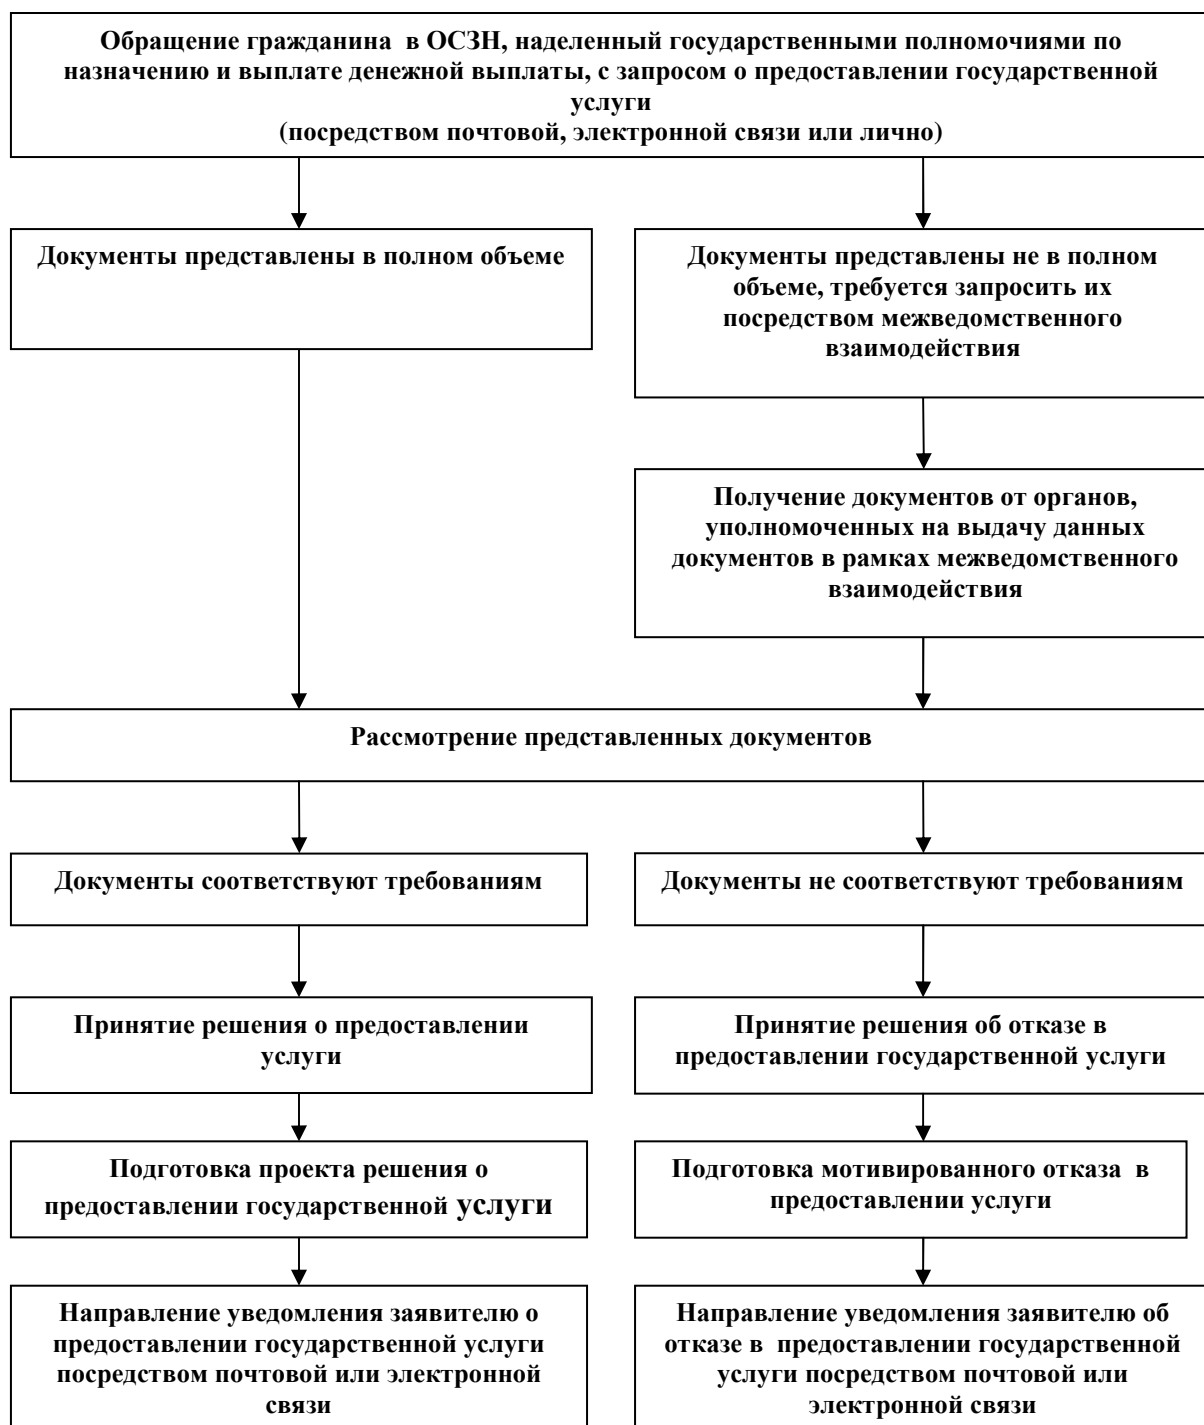 Обращение гражданина в ОСЗН, наделенный государственными полномочиями по
назначению и выплате денежной выплаты, с запросом о предоставлении государственной
услуги
(посредством почтовой, электронной связи или лично)
Документы представлены в полном объеме
Документы представлены не в полном
объеме, требуется запросить их
посредством межведомственного
взаимодействия
Получение документов от органов,
уполномоченных на выдачу данных
документов в рамках межведомственного
взаимодействия
Рассмотрение представленных документов
Документы соответствуют требованиям
Документы не соответствуют требованиям
Принятие решения о предоставлении
услуги
Принятие решения об отказе в
предоставлении государственной услуги
Подготовка проекта решения о
предоставлении государственной услуги
Подготовка мотивированного отказа в
предоставлении услуги
Направление уведомления заявителю о
предоставлении государственной услуги
посредством почтовой или электронной
связи
Направление уведомления заявителю об
отказе в предоставлении государственной
услуги посредством почтовой или
электронной связи